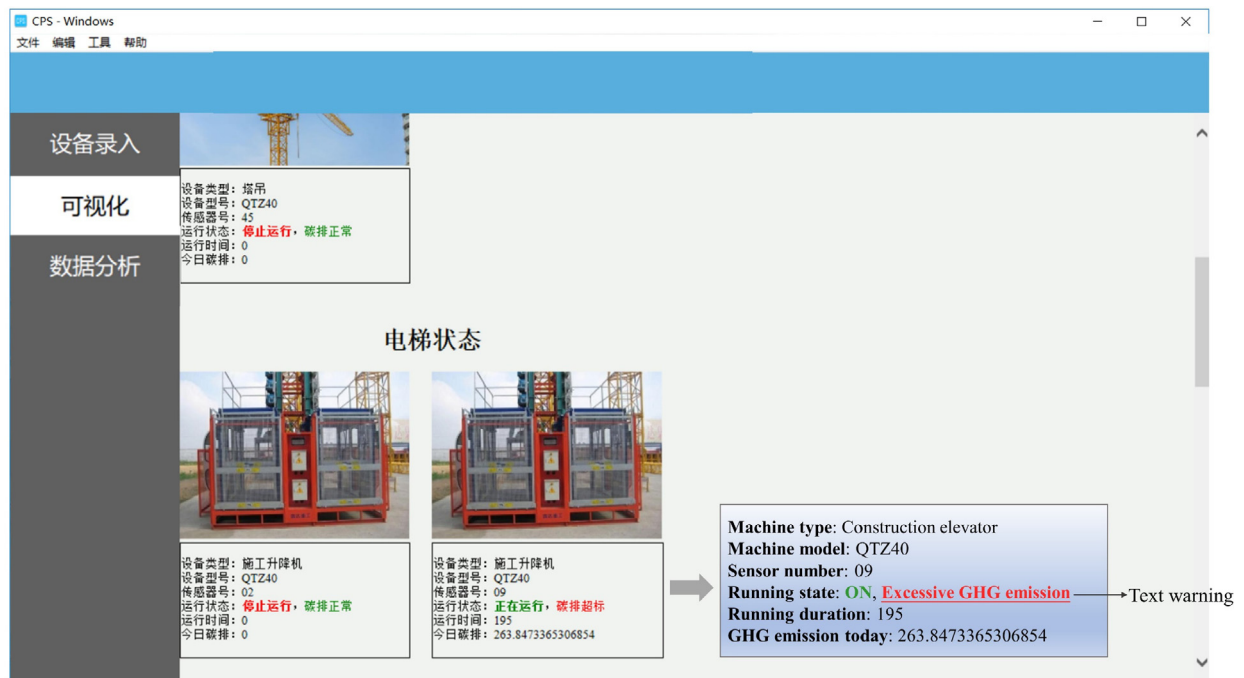 CPS - Windows
文件 编辑 工具 帮助
设备录入
可视化
数据分析
设备类型：塔吊
设备型号：QTZ40
传感器号：45
运行状态：停止运行，碳排正常
运行时间：0
今日碳排：0
电梯状态
设备类型：施工升降机
设备型号：QTZ40
传感器号：02
运行状态：停止运行，碳排正常
运行时间：0
今日碳排：0
设备类型：施工升降机
设备型号：QTZ40
传感器号：09
运行状态：正在运行，碳排超标
运行时间：195
今日碳排：263.8473365306854
Machine type: Construction elevator
Machine model: QTZ40
Sensor number: 09
Running state: ON, Excessive GHG emission
Running duration: 195
GHG emission today: 263.8473365306854
Text warning